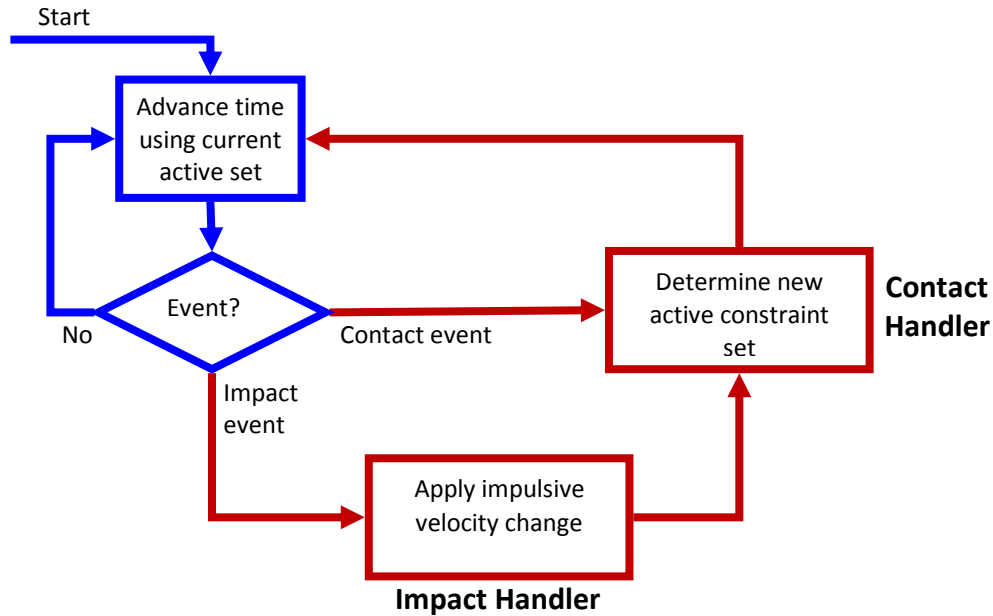 Start
Advance time
using current
active set
Event?
No
Contact event
Determine new
active constraint
set
Contact
Handler
Impact
event
Apply impulsive
velocity change
Impact Handler